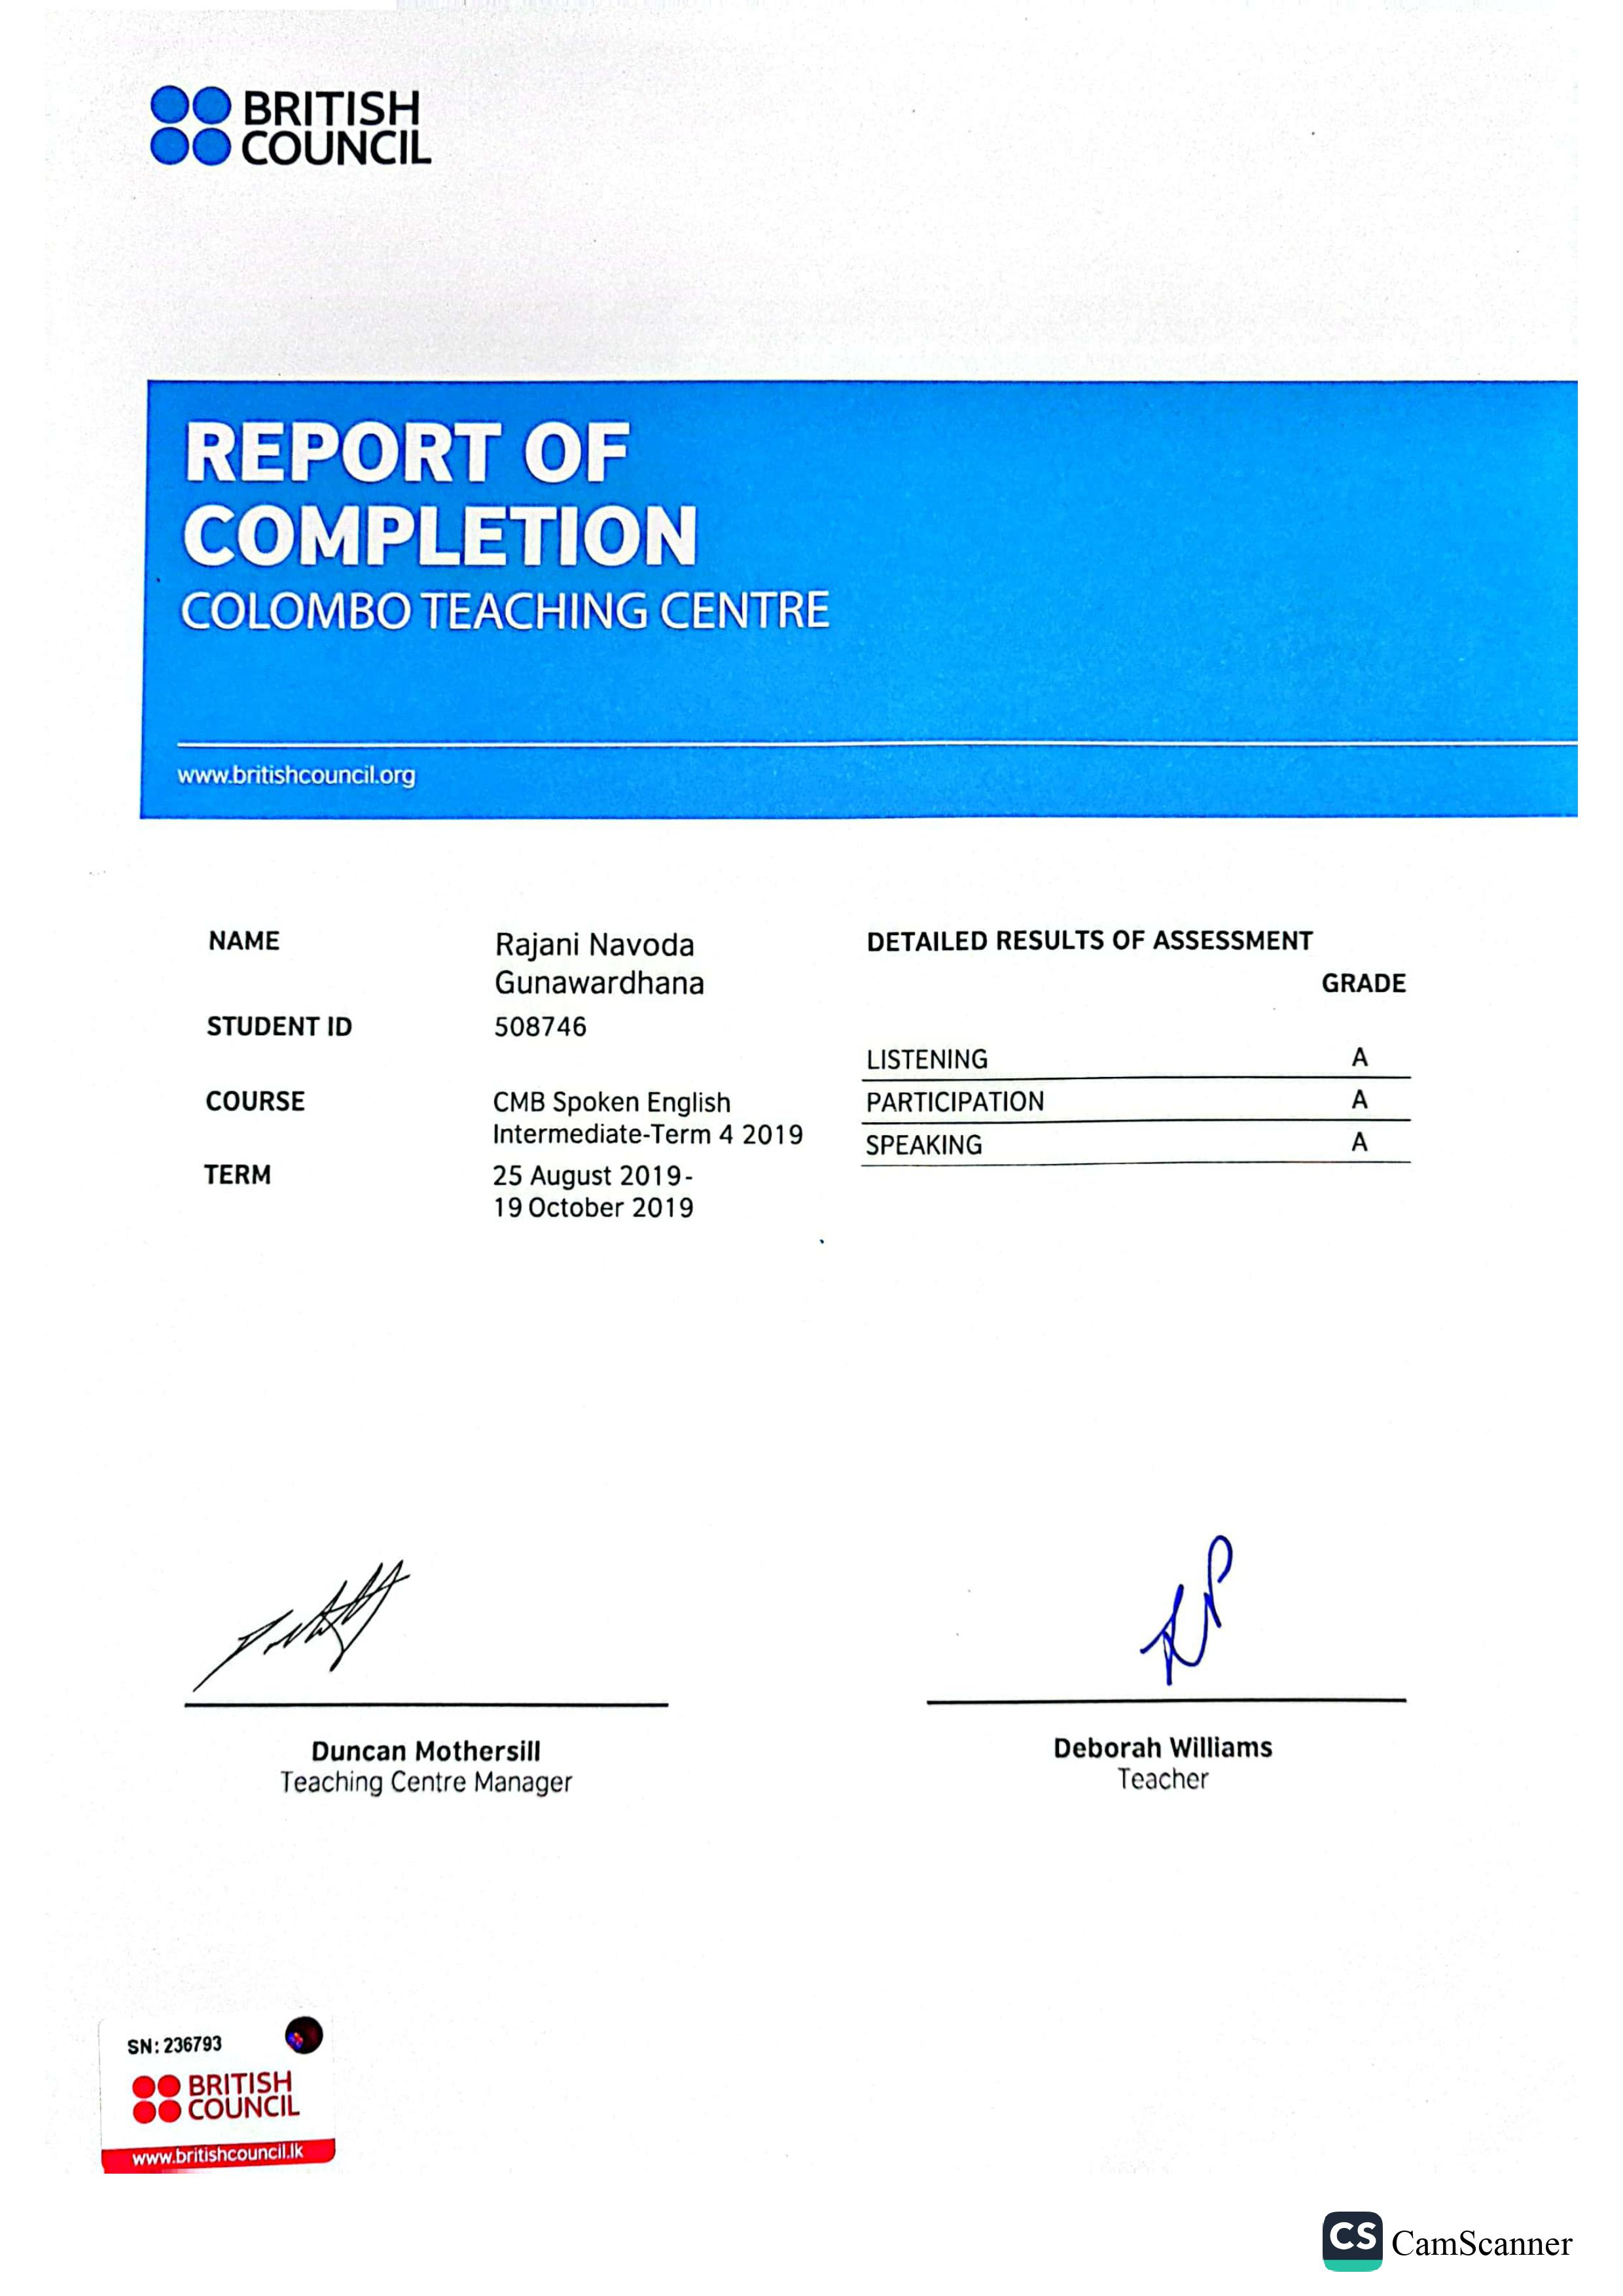 BRITISH
COUNCIL
REPORT OF
COMPLETION
COLOMBO TEACHING CENTRE
www.britishcouncil.org
NAME
Rajani Navoda
Gunawardhana
STUDENT ID
508746
COURSE
CMB Spoken English
Intermediate-Term 4 2019
TERM
25 August 2019-
19 October 2019
DETAILED RESULTS OF ASSESSMENT
GRADE
LISTENING A
PARTICIPATION A
SPEAKING A
Duncan Mothersill
Teaching Centre Manager
Deborah Williams
Teacher
SN: 236793
BRITISH
COUNCIL
www.britishcouncil.lk
CS CamScanner